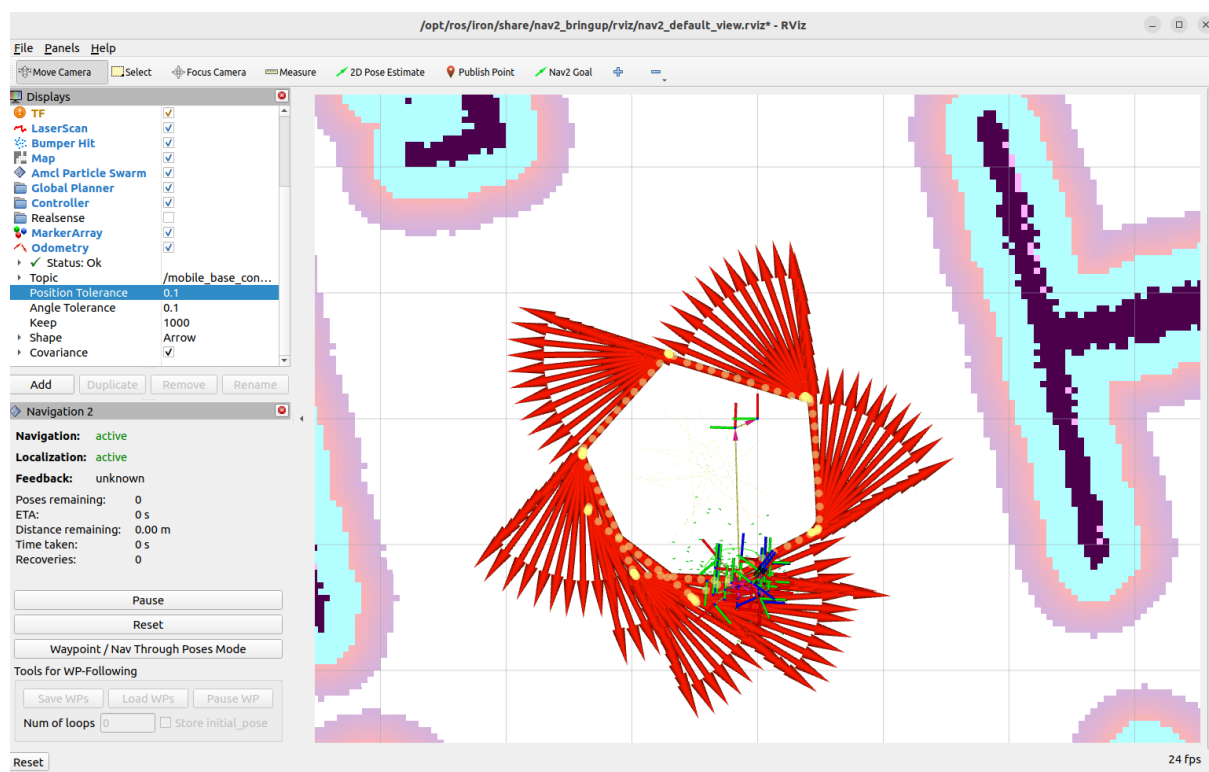 /opt/ros/iron/share/nav2_bringup/rviz/nav2_default_view.rviz* - RViz
File Panels Help
Move Camera Select Focus Camera Measure 2D Pose Estimate Publish Point Nav2 Goal
Displays
TF
LaserScan
Bumper Hit
Map
Amcl Particle Swarm
Global Planner
Controller
Realsense
MarkerArray
Odometry
Status: Ok
Topic /mobile_base_con...
Position Tolerance 0.1
Angle Tolerance 0.1
Keep 1000
Shape Arrow
Covariance
Add Duplicate Remove Rename
Navigation 2
Navigation: active
Localization: active
Feedback: unknown
Poses remaining: 0
ETA: 0 s
Distance remaining: 0.00 m
Time taken: 0 s
Recoveries: 0
Pause
Reset
Waypoint / Nav Through Poses Mode
Tools for WP-Following
Save WPs Load WPs Pause WP
Num of loops 0 Store initial_pose
Reset 24 fps